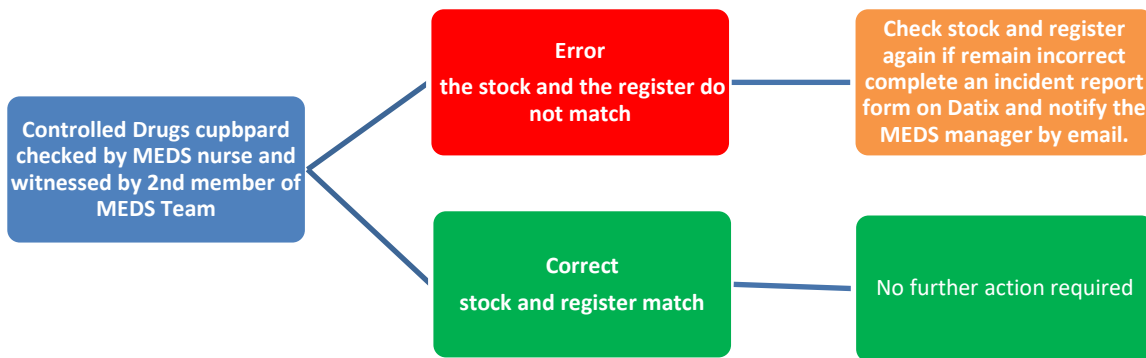 Controlled Drugs cupbpard
checked by MEDS nurse and
witnessed by 2nd member of
MEDS Team
Error
the stock and the register do
not match
Check stock and register
again if remain incorrect
complete an incident report
form on Datix and notify the
MEDS manager by email.
Correct
stock and register match
No further action required